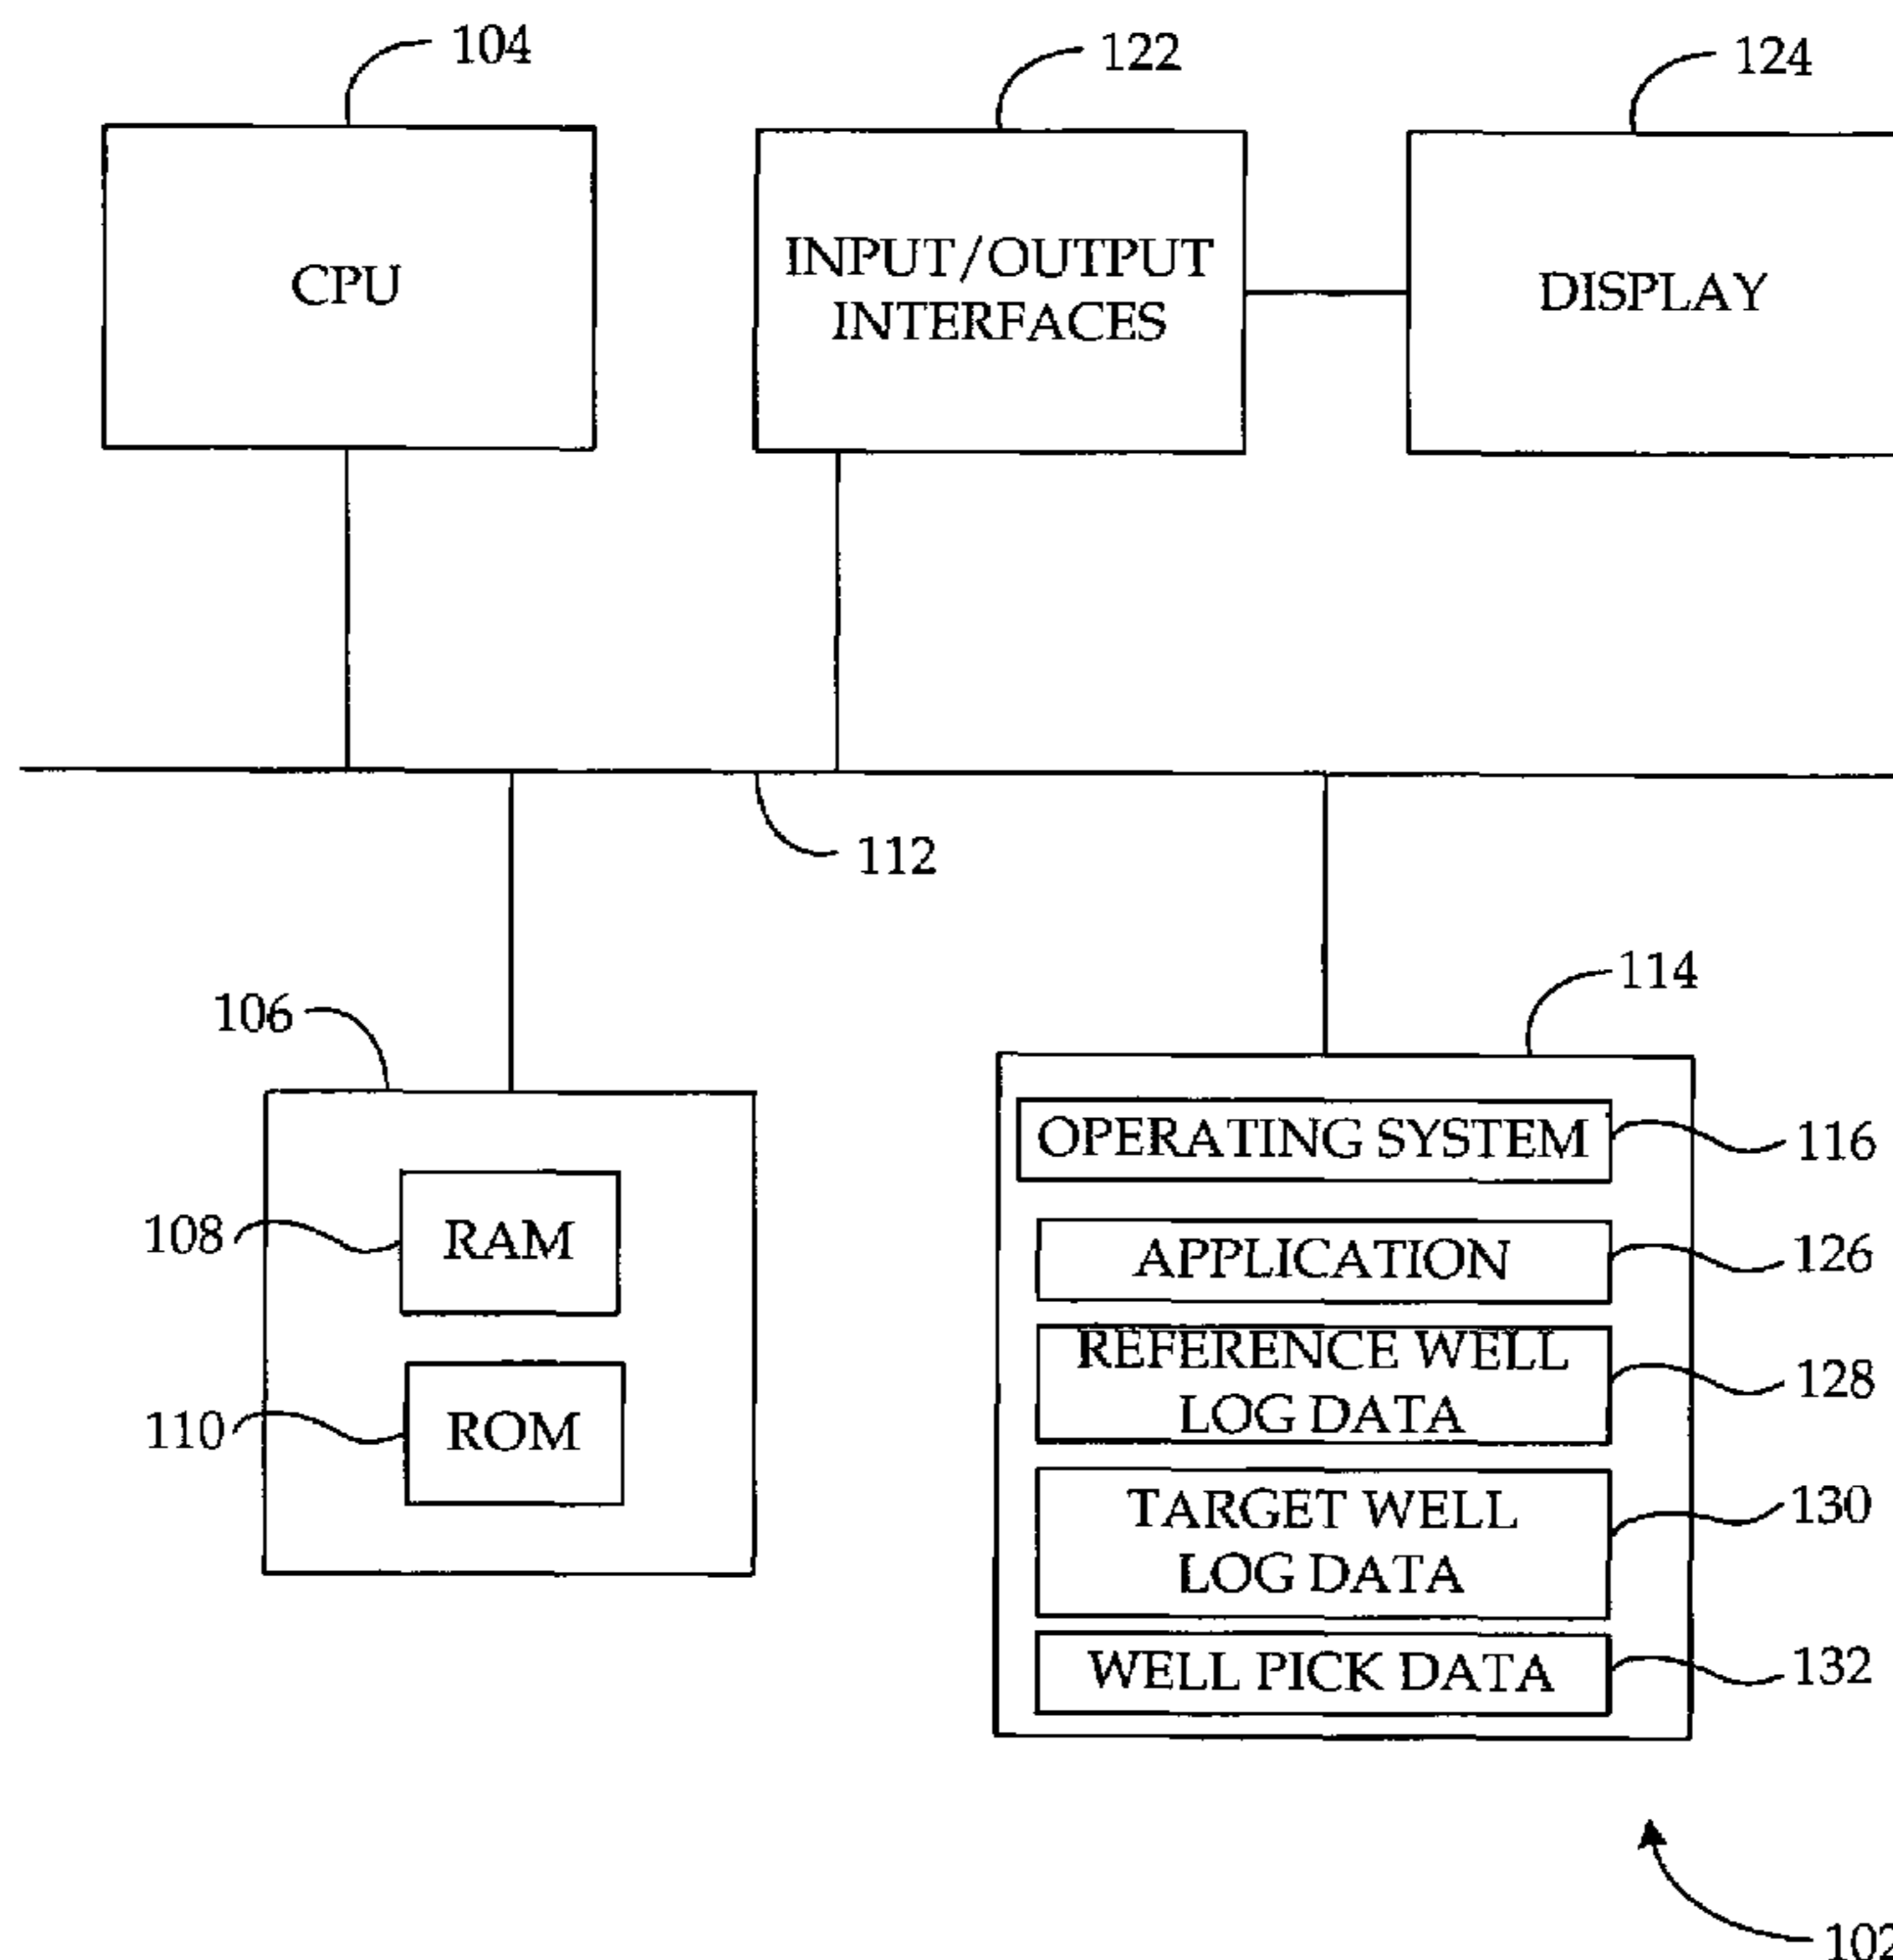 104
122
124
CPU
INPUT/OUTPUT
INTERFACES
DISPLAY
112
106
114
108
RAM
110
ROM
OPERATING SYSTEM
116
APPLICATION
126
REFERENCE WELL
LOG DATA
128
TARGET WELL
LOG DATA
130
WELL PICK DATA
132
102